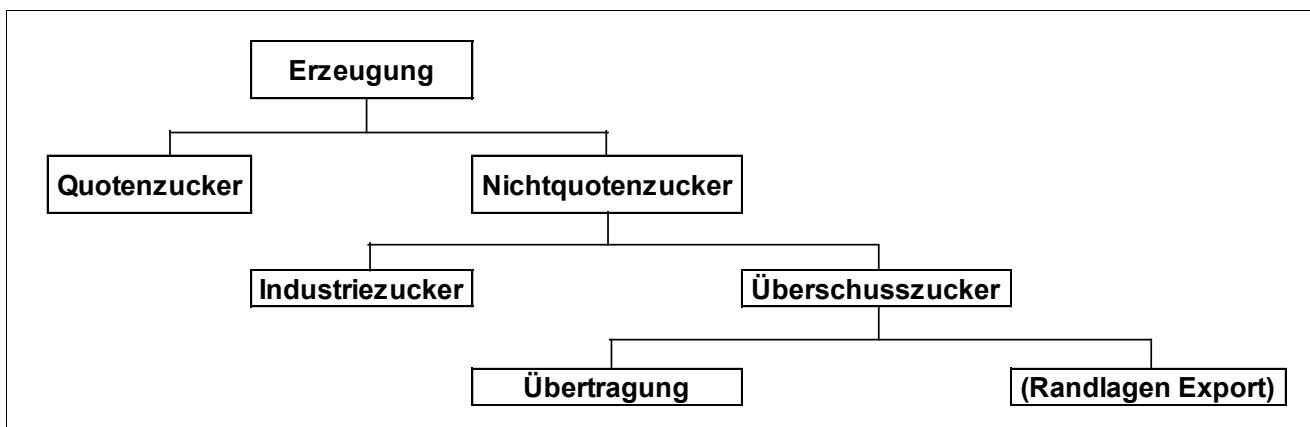 Erzeugung
Quotenzucker
Nichtquotenzucker
Industriezucker
Überschusszucker
Übertragung
(Randlagen Export)